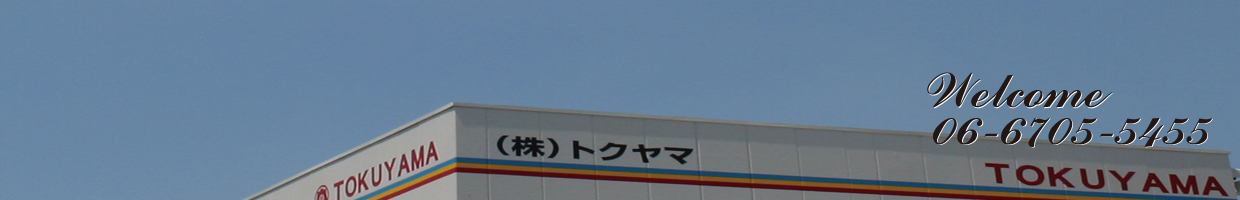 Welcome
06-6705-5455
TOKUYAMA
(株)トクヤマ
TOKUYAMA